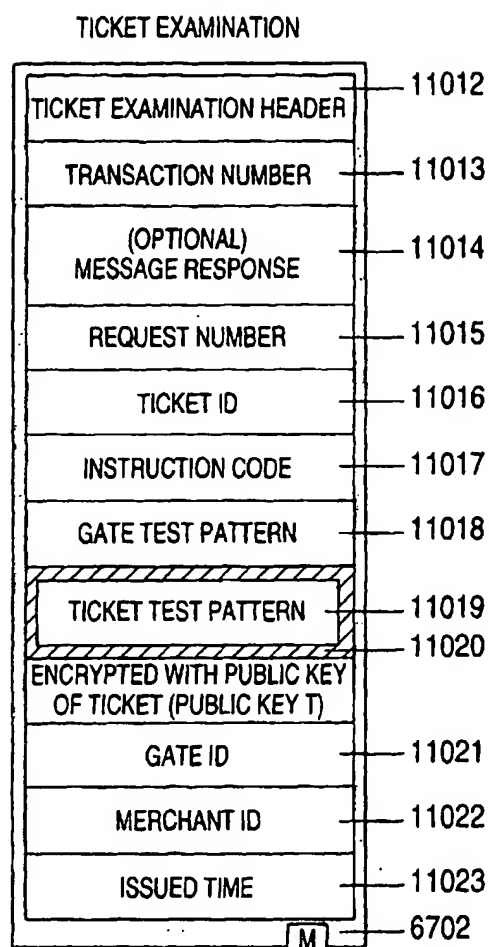 TICKET EXAMINATION
TICKET EXAMINATION HEADER 11012
TRANSACTION NUMBER 11013
(OPTIONAL)
MESSAGE RESPONSE 11014
REQUEST NUMBER 11015
TICKET ID 11016
INSTRUCTION CODE 11017
GATE TEST PATTERN 11018
TICKET TEST PATTERN 11019
11020
ENCRYPTED WITH PUBLIC KEY
OF TICKET (PUBLIC KEY T)
GATE ID 11021
MERCHANT ID 11022
ISSUED TIME 11023
M 6702